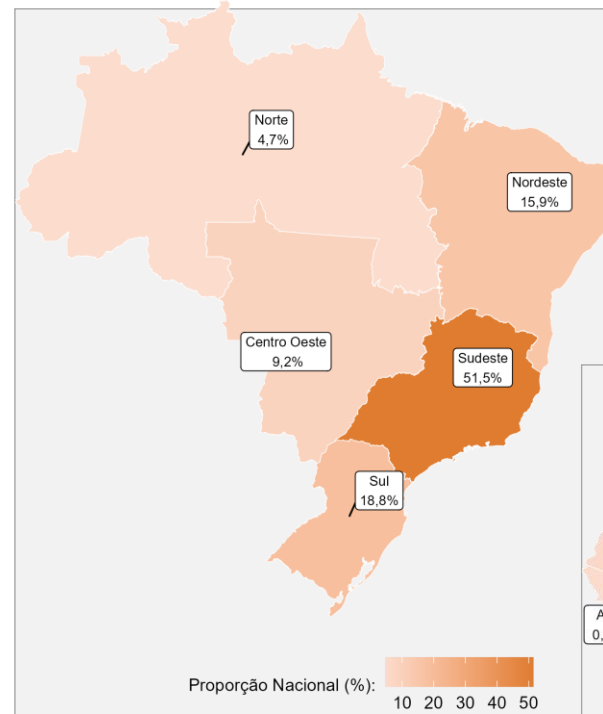 Norte
4,7%
Nordeste
15,9%
Centro Oeste
9,2%
Sudeste
51,5%
Sul
18,8%
Proporção Nacional (%):
10 20 30 40 50